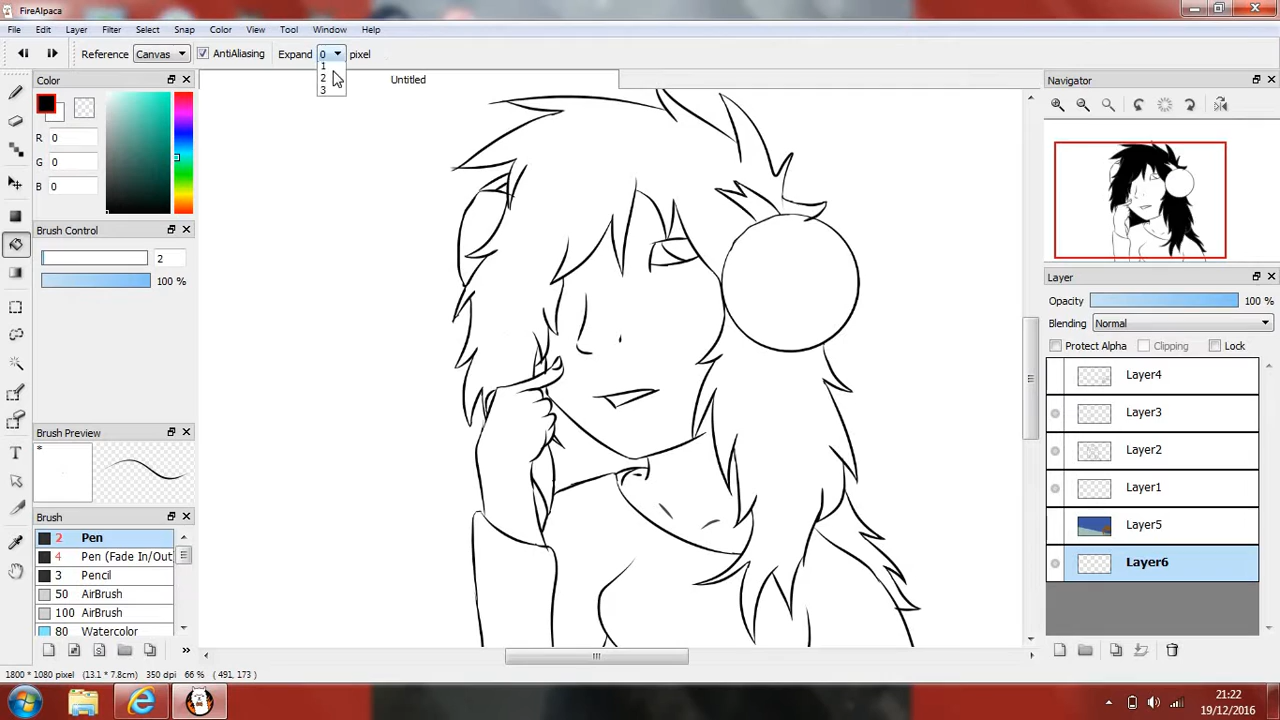 FireAlpaca
File Edit Layer Filter Select Snap Color View Tool Window Help
Reference Canvas AntiAliasing Expand 0 pixel
1
2
3
Untitled
Color
R 0
G 0
B 0
Brush Control
2
100 %
Brush Preview
*
Brush
2 Pen
4 Pen (Fade In/Out
3 Pencil
50 AirBrush
100 AirBrush
80 Watercolor
Navigator
Layer
Opacity 100 %
Blending Normal
Protect Alpha Clipping Lock
Layer4
Layer3
Layer2
Layer1
Layer5
Layer6
1800 * 1080 pixel (13.1 * 7.8cm) 350 dpi 66 % ( 491, 173 )
21:22
19/12/2016